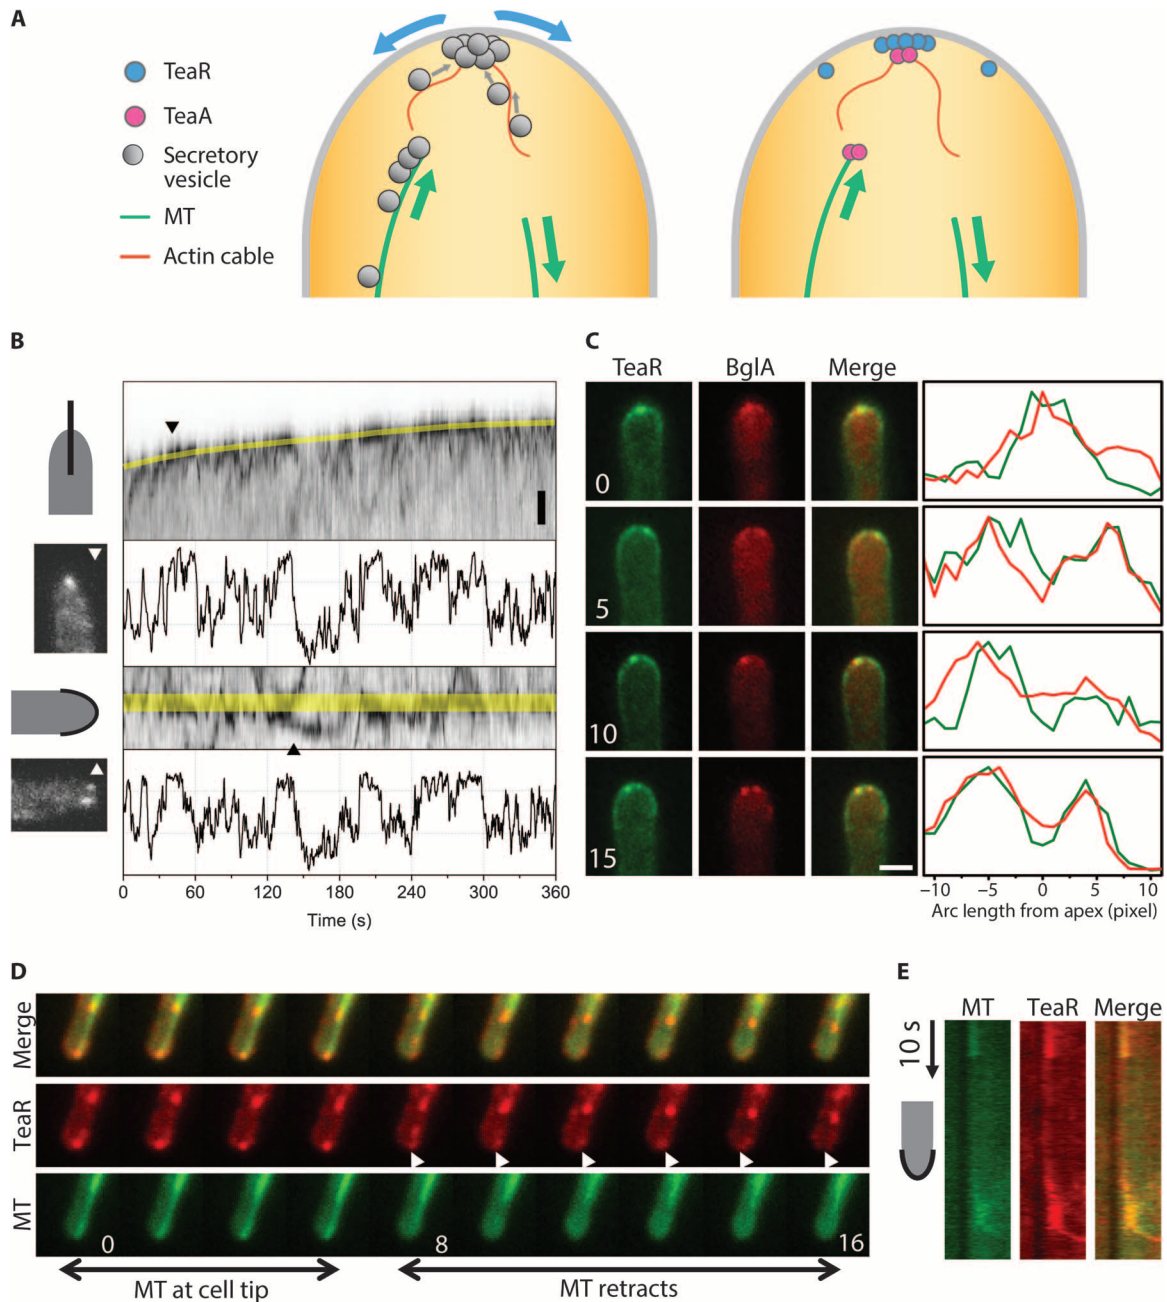 A
TeaR
TeaA
Secretory
vesicle
MT
Actin cable
B
0 60 120 180 240 300 360
Time (s)
C
TeaR BglA Merge
0
5
10
15
−10 −5 0 5 10
Arc length from apex (pixel)
D
Merge
TeaR
MT
0 8 16
MT at cell tip MT retracts
E
MT TeaR Merge
10 s